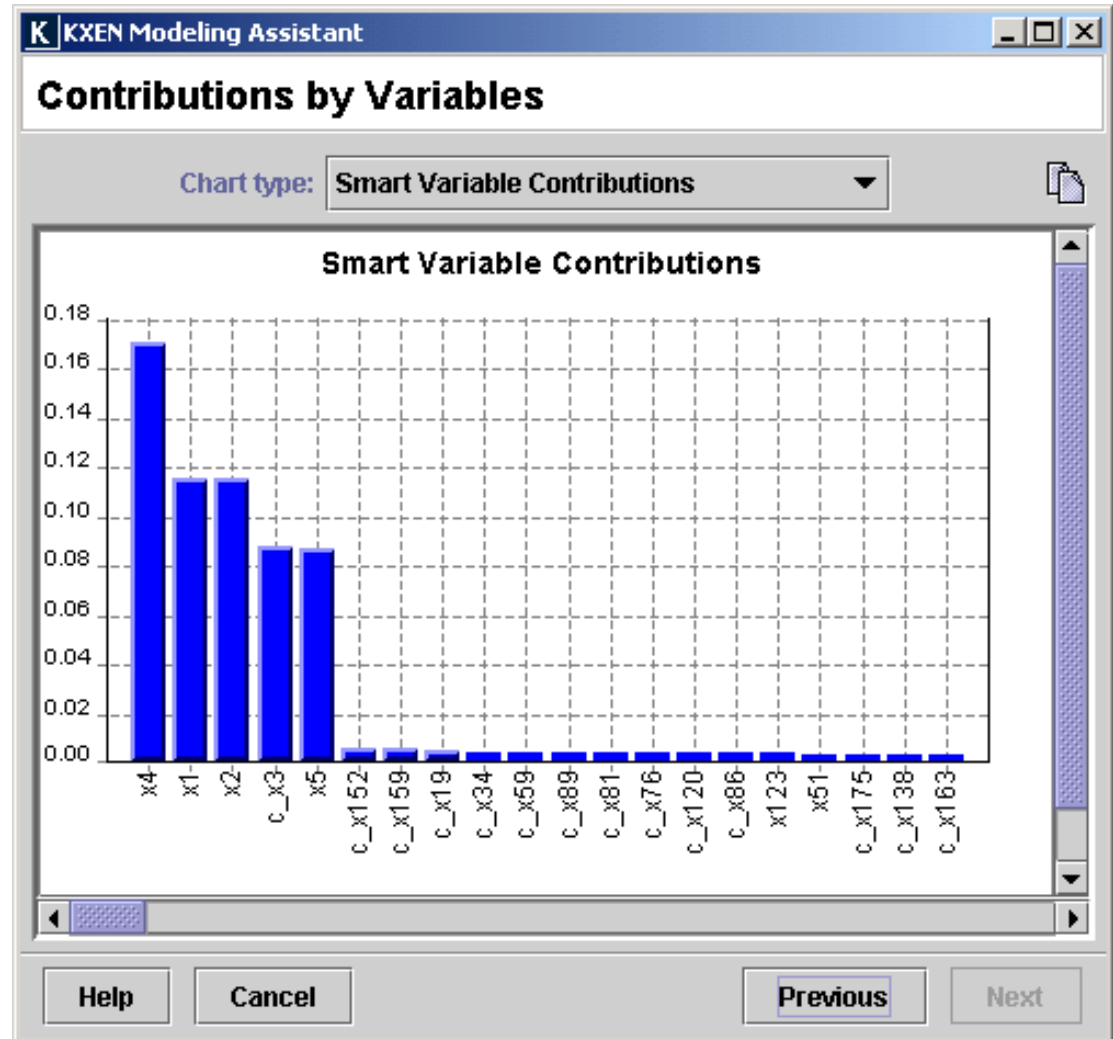 K KXEN Modeling Assistant
Contributions by Variables
Chart type: Smart Variable Contributions
Smart Variable Contributions
0.18
0.16
0.14
0.12
0.10
0.08
0.06
0.04
0.02
0.00
x4
x1
x2
c_x3
x5
c_x152
c_x159
c_x19
c_x34
c_x59
c_x89
c_x81
c_x76
c_x120
c_x86
x123
x51
c_x175
c_x138
c_x163
Help Cancel Previous Next